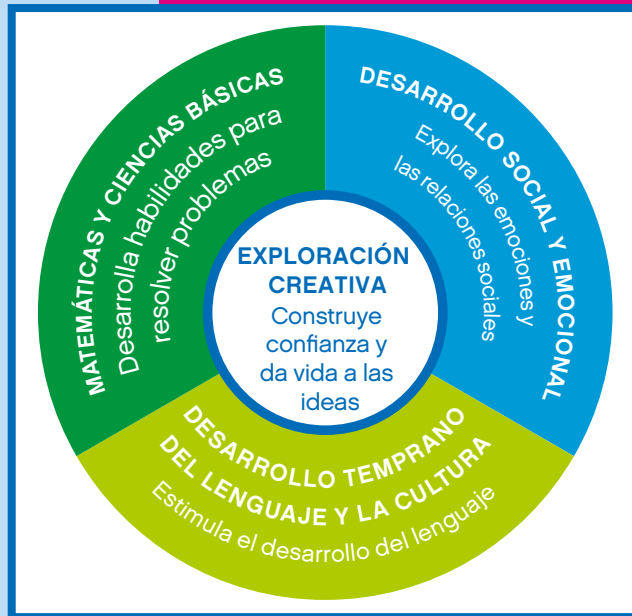 MATEMÁTICAS Y CIENCIAS BÁSICAS
Desarrolla habilidades para
resolver problemas
DESARROLLO SOCIAL Y EMOCIONAL
Explora las emociones y
las relaciones sociales
EXPLORACIÓN
CREATIVA
Construye
confianza y
da vida a las
ideas
DESARROLLO TEMPRANO
DEL LENGUAJE Y LA CULTURA
Estimula el desarrollo del lenguaje